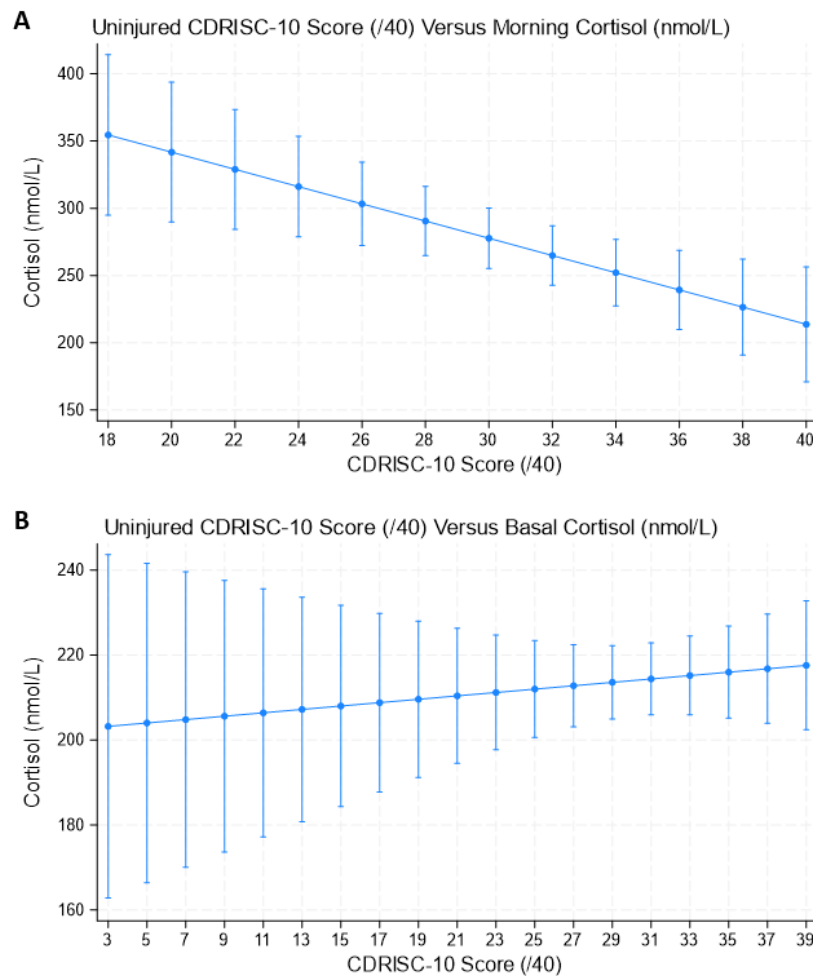 A
Uninjured CDRISC-10 Score (/40) Versus Morning Cortisol (nmol/L)
Cortisol (nmol/L)
400
350
300
250
200
150
18 20 22 24 26 28 30 32 34 36 38 40
CDRISC-10 Score (/40)
B
Uninjured CDRISC-10 Score (/40) Versus Basal Cortisol (nmol/L)
Cortisol (nmol/L)
240
220
200
180
160
3 5 7 9 11 13 15 17 19 21 23 25 27 29 31 33 35 37 39
CDRISC-10 Score (/40)